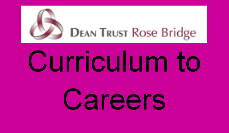 DEAN TRUST Rose Bridge
Curriculum to
Careers